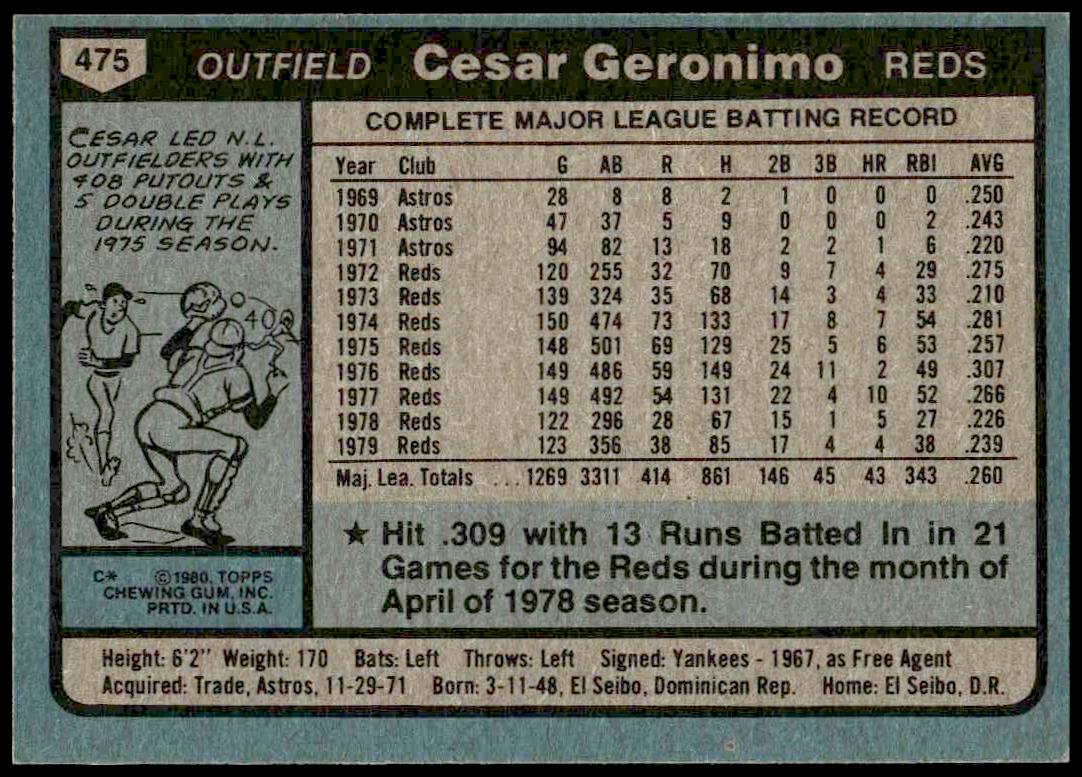 475 OUTFIELD Cesar Geronimo REDS
CESAR LED N.L.
OUTFIELDERS WITH
408 PUTOUTS &
5 DOUBLE PLAYS
DURING THE
1975 SEASON.
40
C* ©1980, TOPPS
CHEWING GUM, INC.
PRTD. IN U.S.A.
COMPLETE MAJOR LEAGUE BATTING RECORD
Year Club G AB R H 2B 3B HR RBI AVG
1969 Astros 28 8 8 2 1 0 0 0 .250
1970 Astros 47 37 5 9 0 0 0 2 .243
1971 Astros 94 82 13 18 2 2 1 6 .220
1972 Reds 120 255 32 70 9 7 4 29 .275
1973 Reds 139 324 35 68 14 3 4 33 .210
1974 Reds 150 474 73 133 17 8 7 54 .281
1975 Reds 148 501 69 129 25 5 6 53 .257
1976 Reds 149 486 59 149 24 11 2 49 .307
1977 Reds 149 492 54 131 22 4 10 52 .266
1978 Reds 122 296 28 67 15 1 5 27 .226
1979 Reds 123 356 38 85 17 4 4 38 .239
Maj. Lea. Totals ... 1269 3311 414 861 146 45 43 343 .260
★ Hit .309 with 13 Runs Batted In in 21
Games for the Reds during the month of
April of 1978 season.
Height: 6'2" Weight: 170 Bats: Left Throws: Left Signed: Yankees - 1967, as Free Agent
Acquired: Trade, Astros, 11-29-71 Born: 3-11-48, El Seibo, Dominican Rep. Home: El Seibo, D.R.